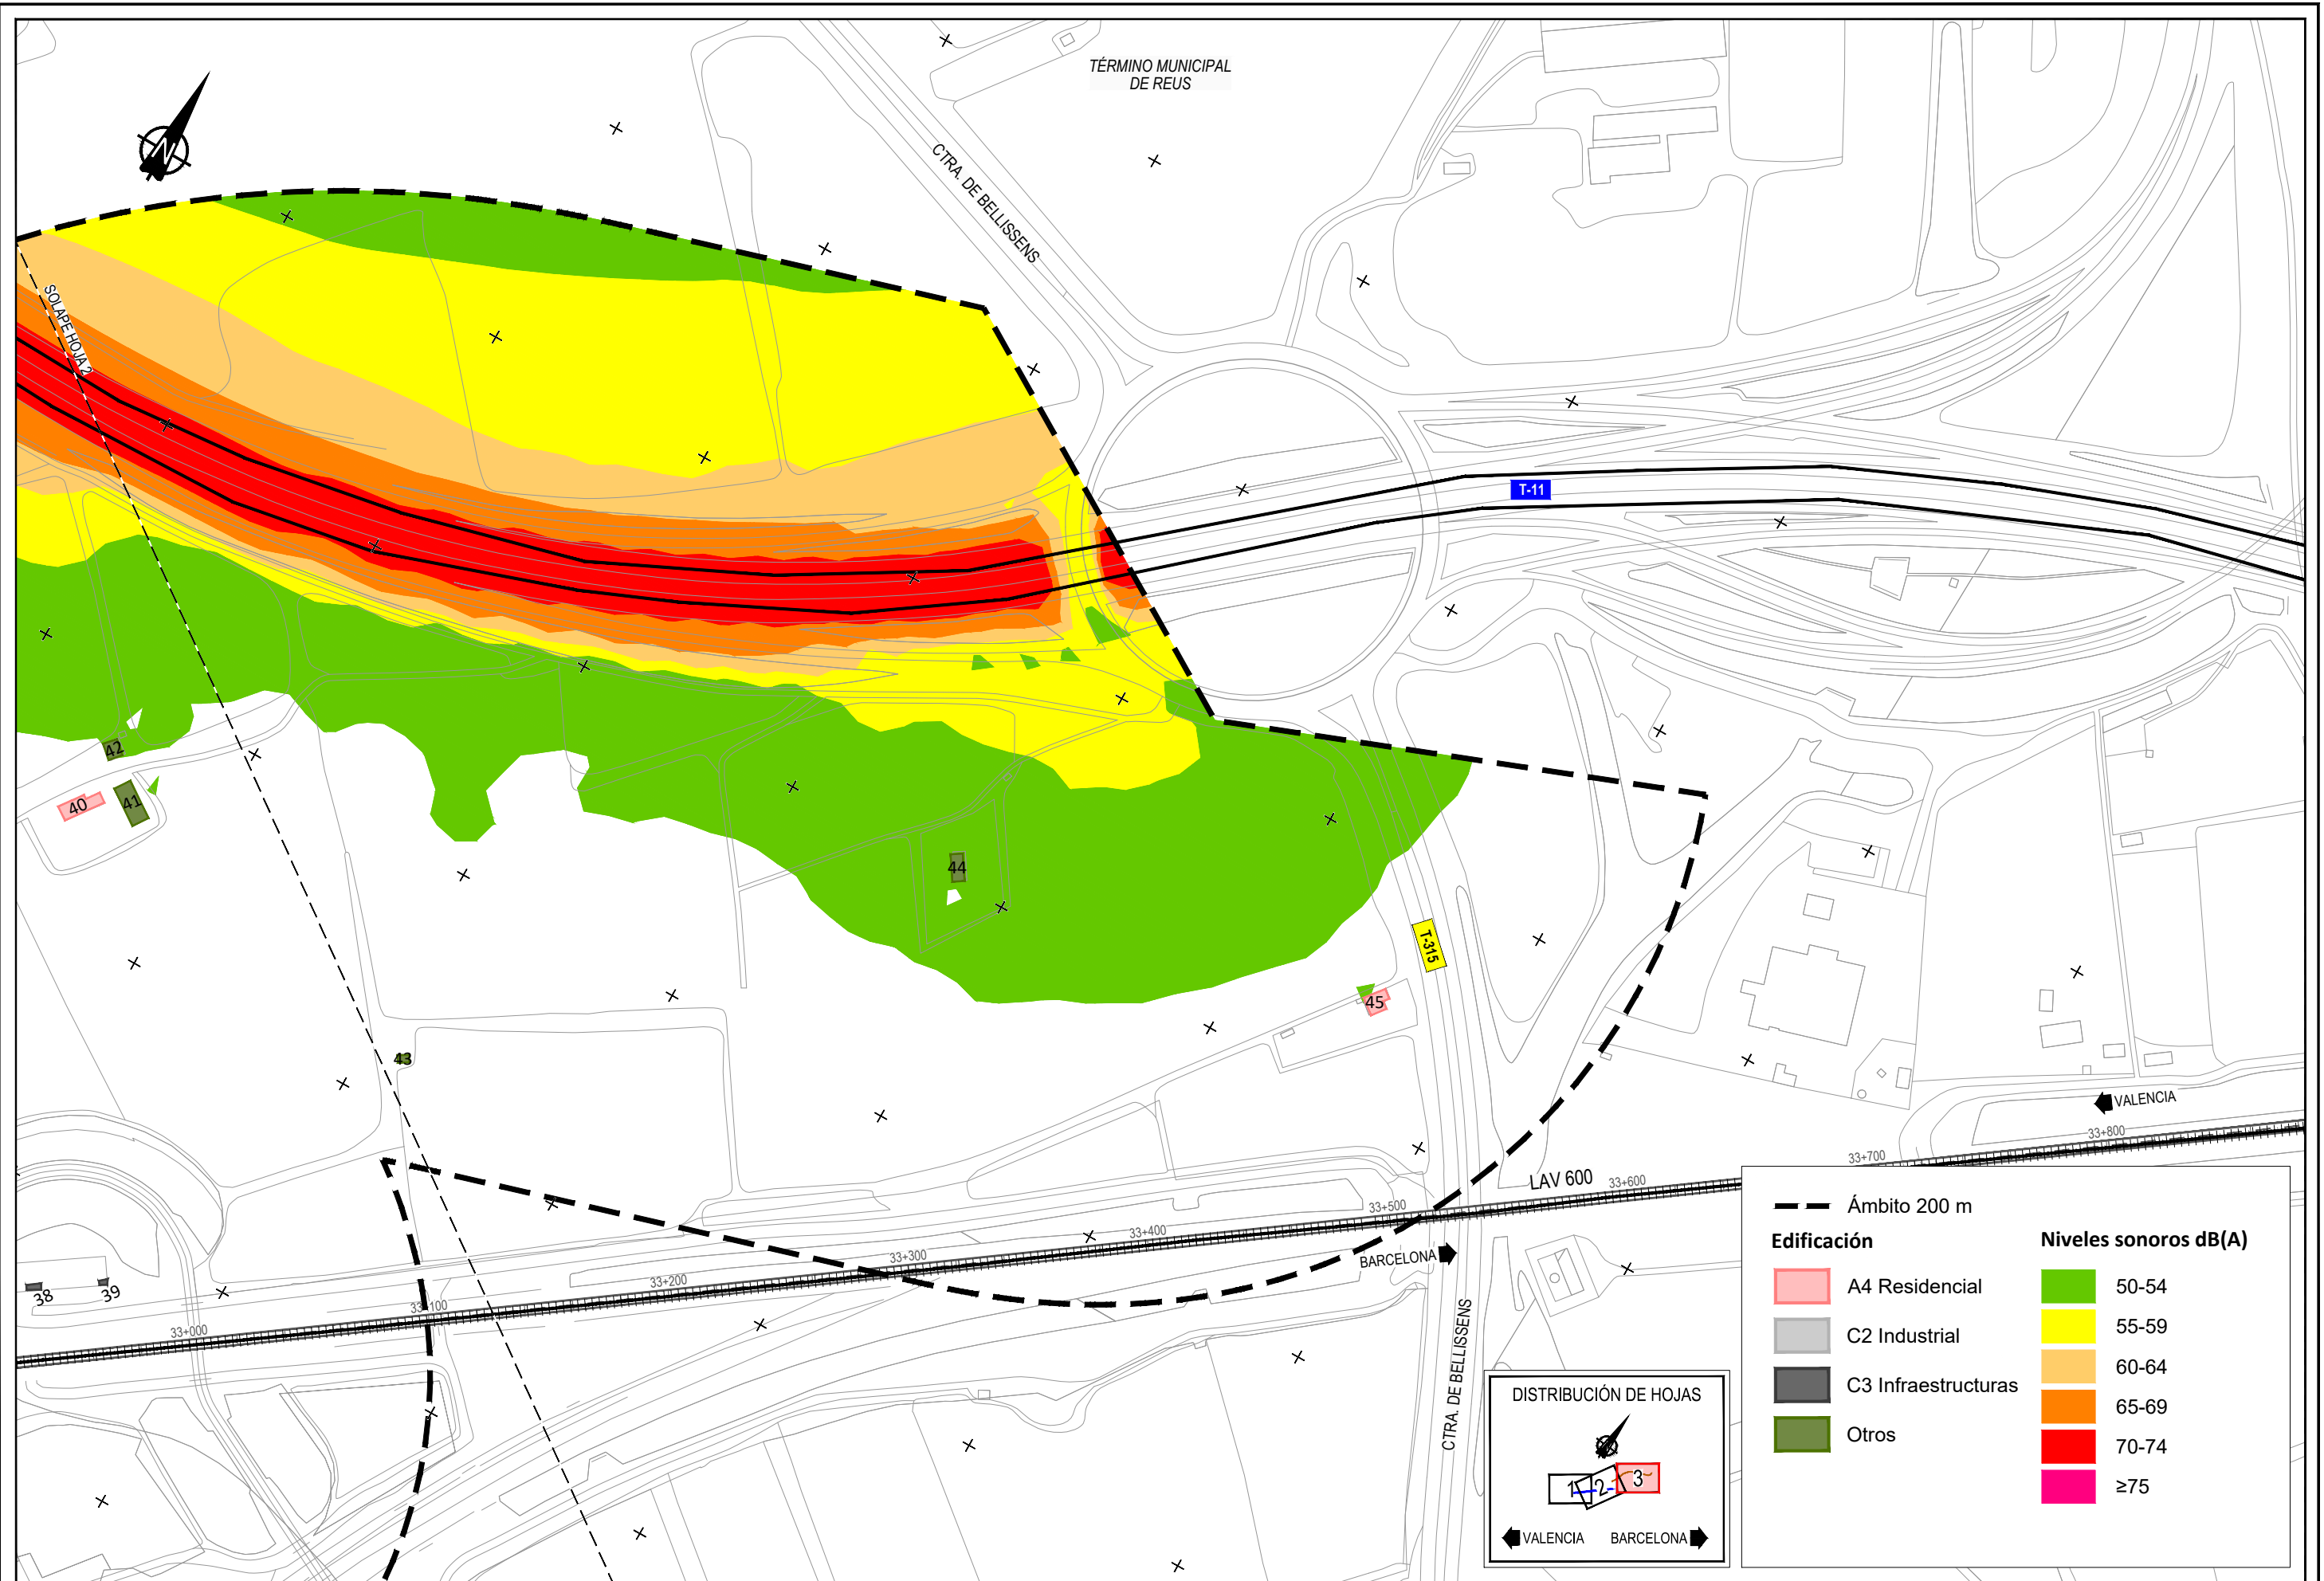 TÉRMINO MUNICIPAL
DE REUS
N
CTRA. DE BELLISSENS
SOLAPE HOJA 2
T-11
42
40
41
44
T-315
45
43
VALENCIA
33+800
33+700
LAV 600
33+600
33+500
33+400
BARCELONA
33+300
33+200
33+100
33+000
38
39
CTRA. DE BELLISSENS
Ámbito 200 m
Edificación
A4 Residencial
C2 Industrial
C3 Infraestructuras
Otros
Niveles sonoros dB(A)
50-54
55-59
60-64
65-69
70-74
≥75
DISTRIBUCIÓN DE HOJAS
1
2
3
VALENCIA BARCELONA